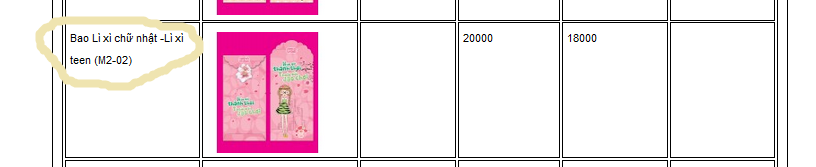 Bao Lì xì chữ nhật -Lì xì
teen (M2-02)
20000
18000